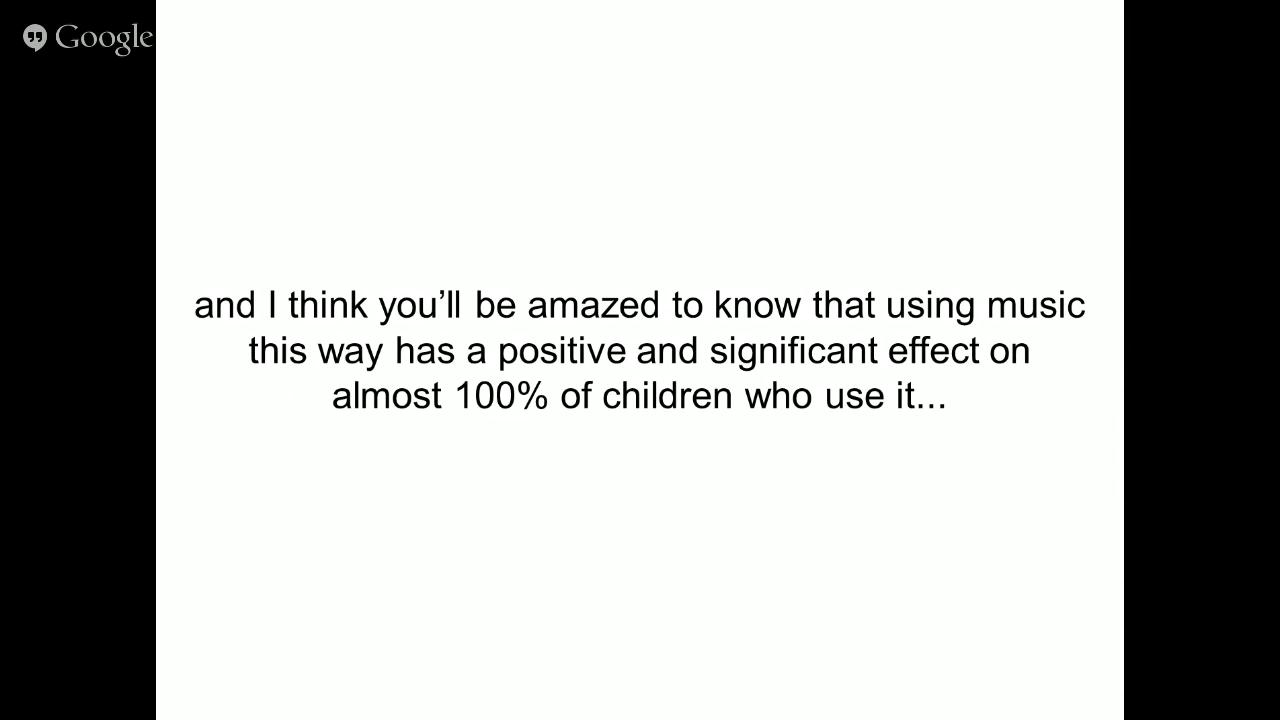 Google
and I think you’ll be amazed to know that using music
this way has a positive and significant effect on
almost 100% of children who use it...